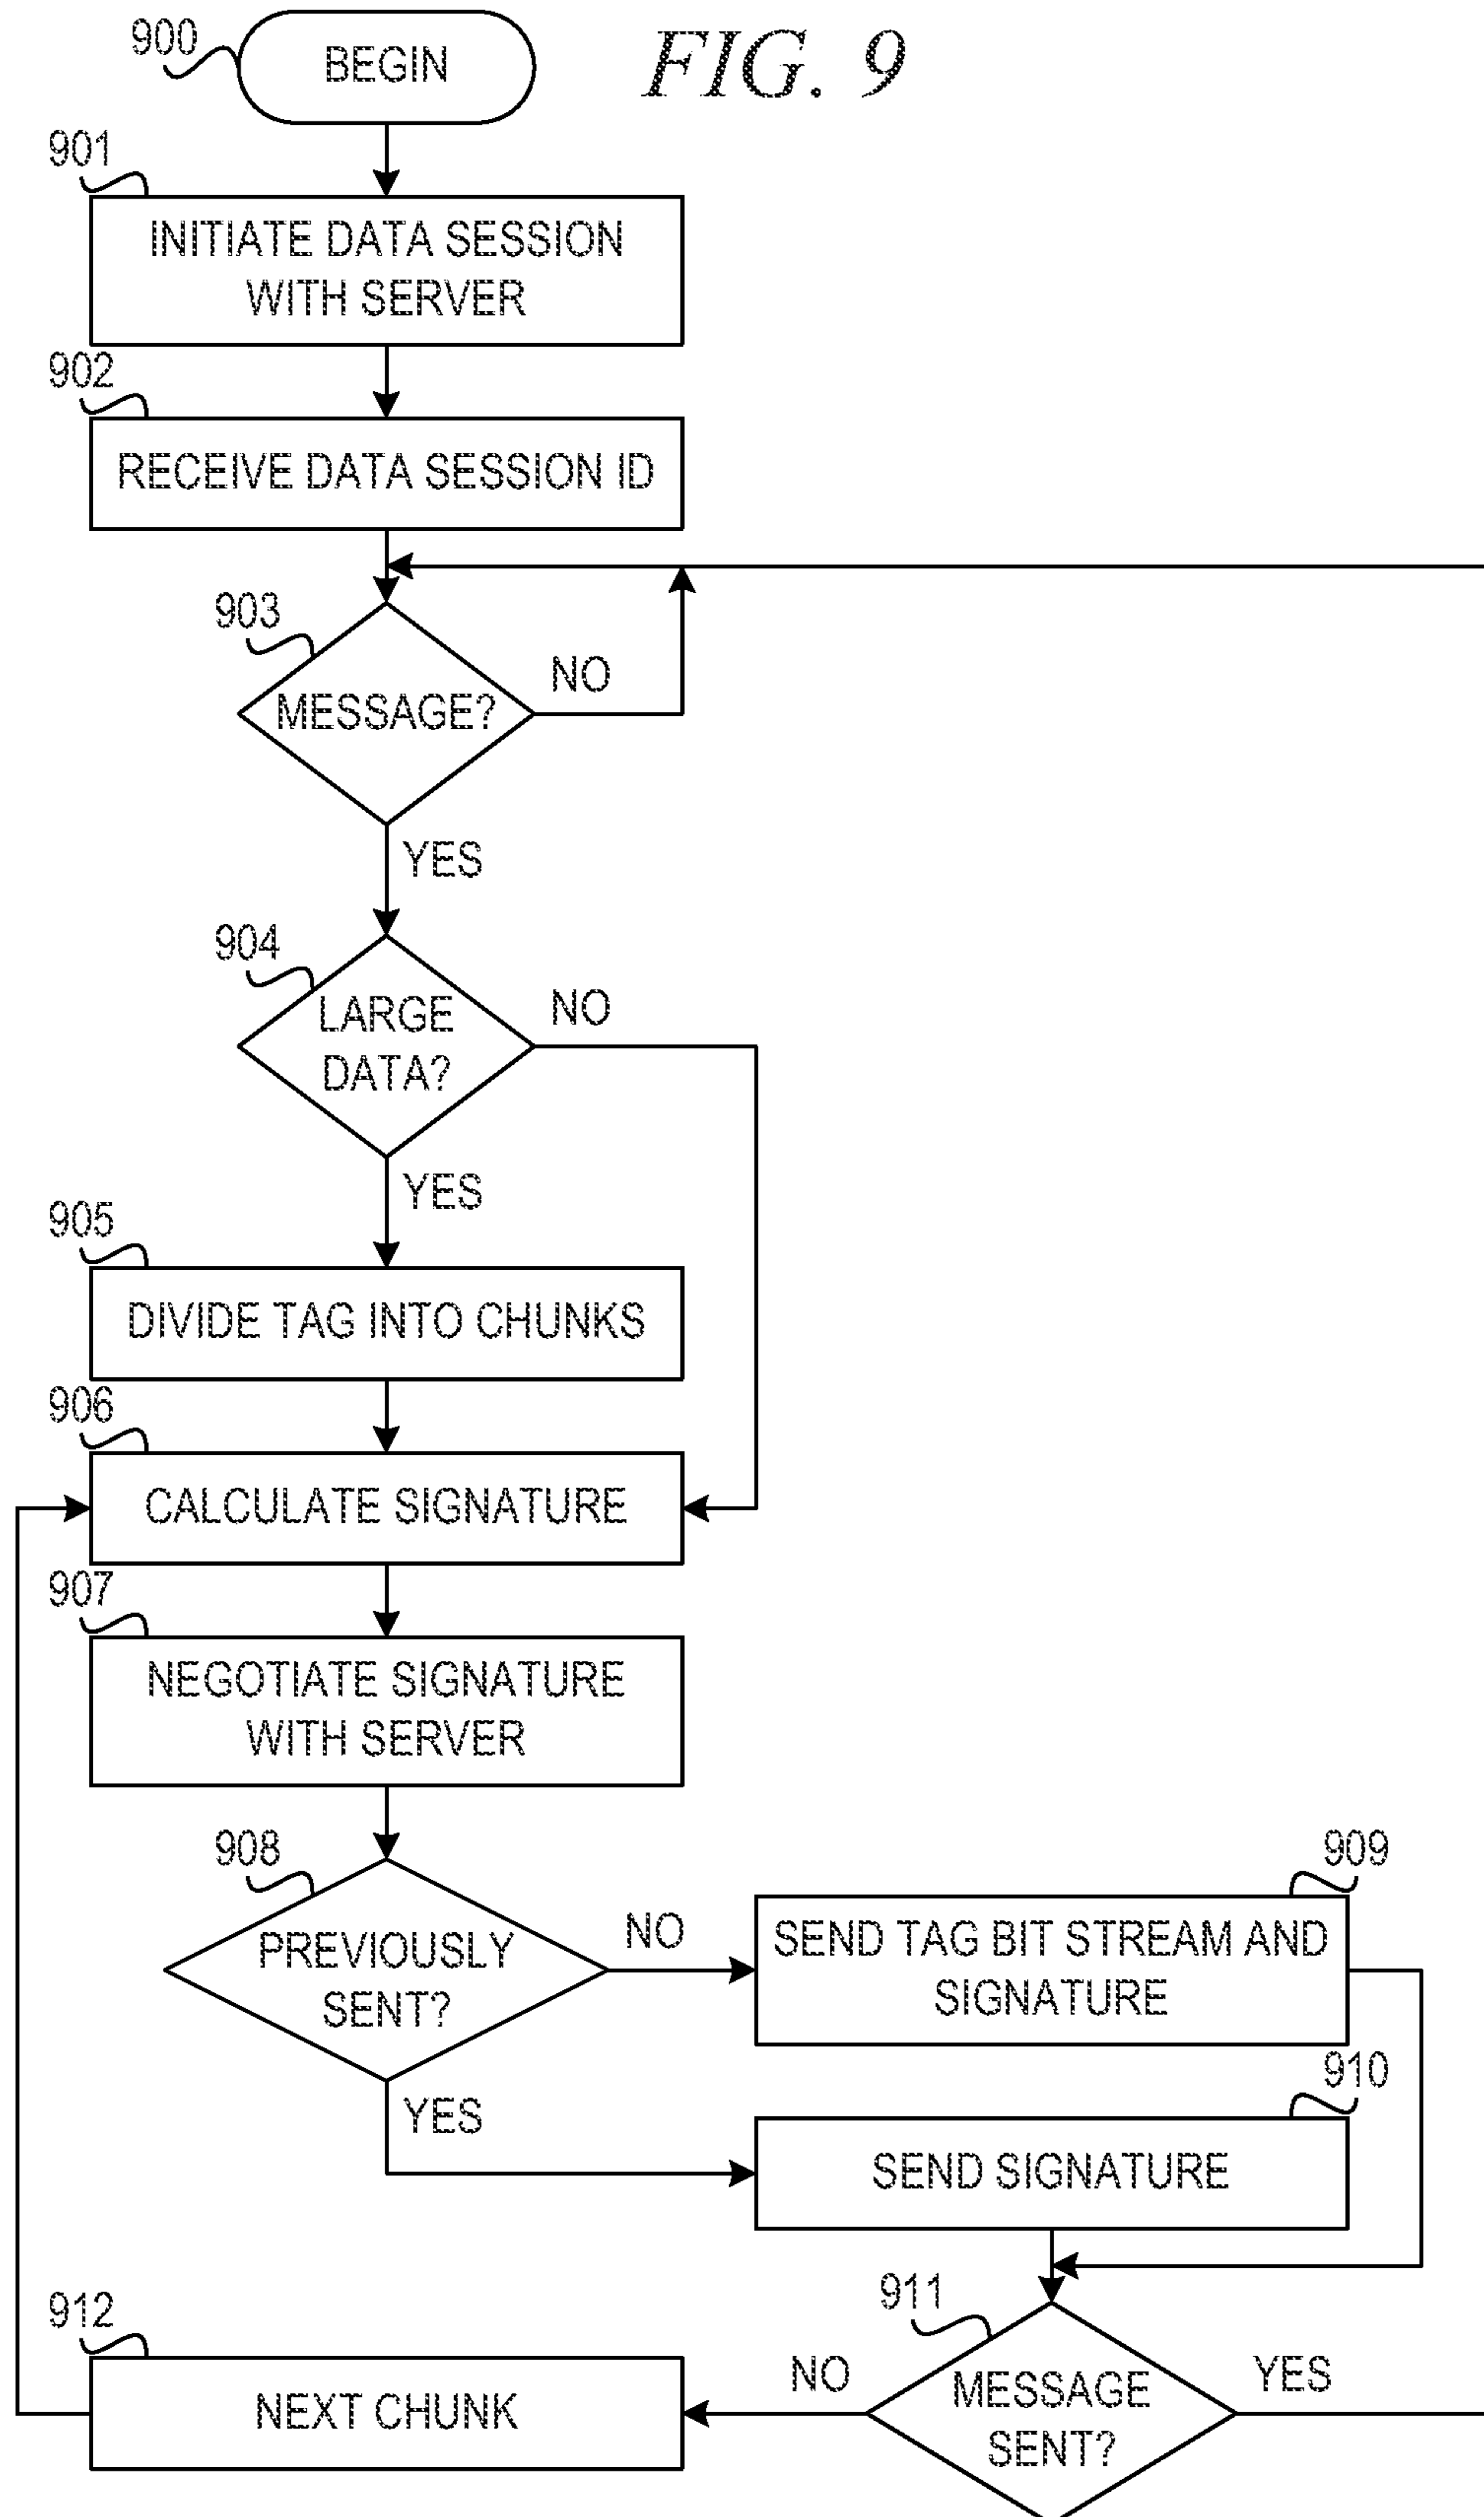 900
BEGIN
FIG. 9
901
INITIATE DATA SESSION
WITH SERVER
902
RECEIVE DATA SESSION ID
903
MESSAGE?
NO
YES
904
LARGE
DATA?
NO
YES
905
DIVIDE TAG INTO CHUNKS
906
CALCULATE SIGNATURE
907
NEGOTIATE SIGNATURE
WITH SERVER
908
PREVIOUSLY
SENT?
NO
YES
909
SEND TAG BIT STREAM AND
SIGNATURE
910
SEND SIGNATURE
911
MESSAGE
SENT?
NO
YES
912
NEXT CHUNK